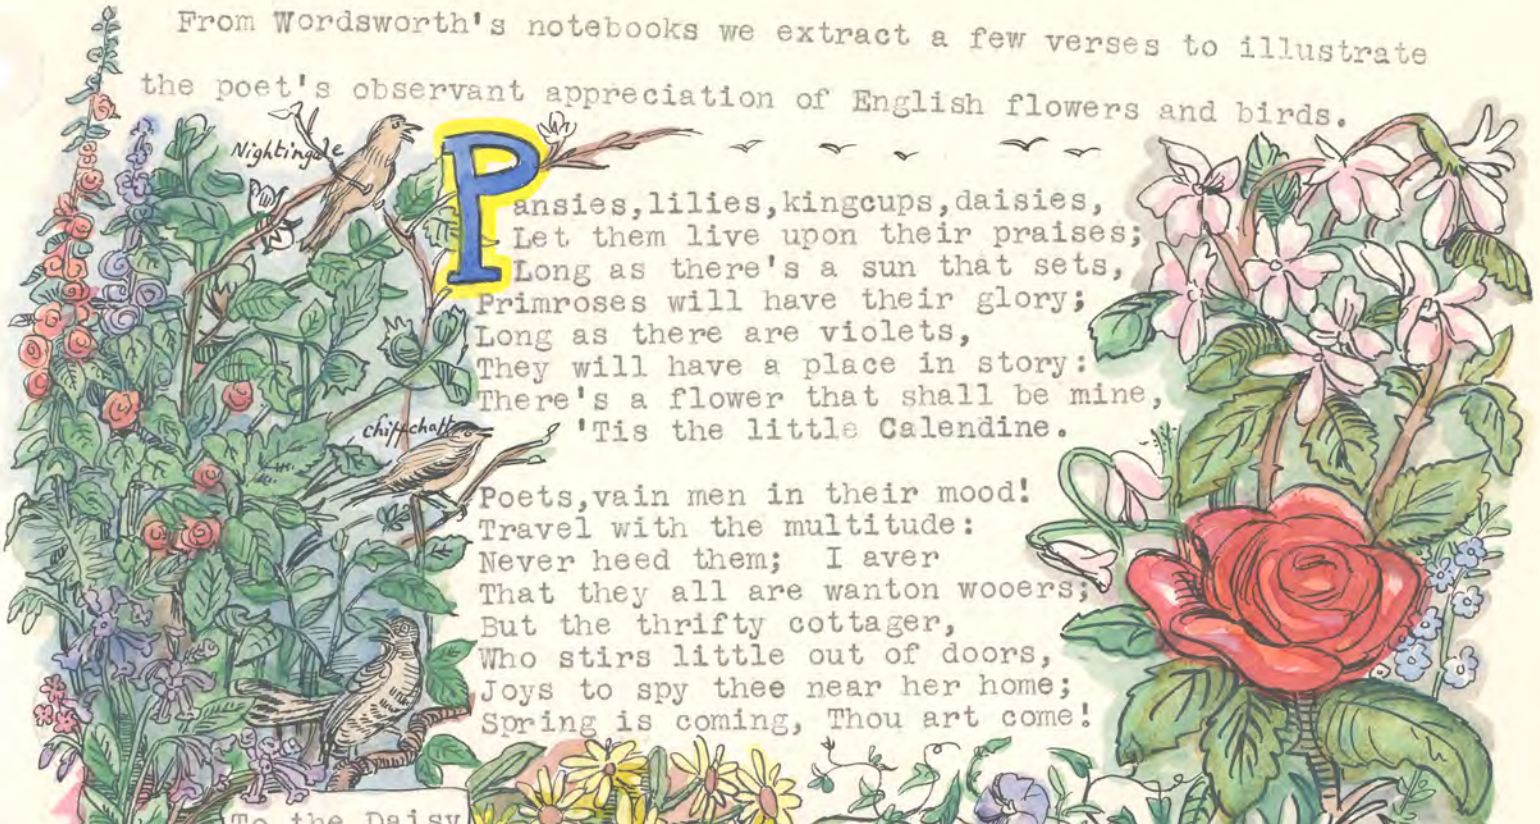 From Wordsworth's notebooks we extract a few verses to illustrate
the poet's observant appreciation of English flowers and birds.
Nightingale
Pansies,lilies,kingcups,daisies,
Let them live upon their praises;
Long as there's a sun that sets,
Primroses will have their glory;
Long as there are violets,
They will have a place in story:
There's a flower that shall be mine,
'Tis the little Calendine.
chiffchaff
Poets,vain men in their mood!
Travel with the multitude:
Never heed them; I aver
That they all are wanton wooers;
But the thrifty cottager,
Who stirs little out of doors,
Joys to spy thee near her home;
Spring is coming, Thou art come!
To the Daisy